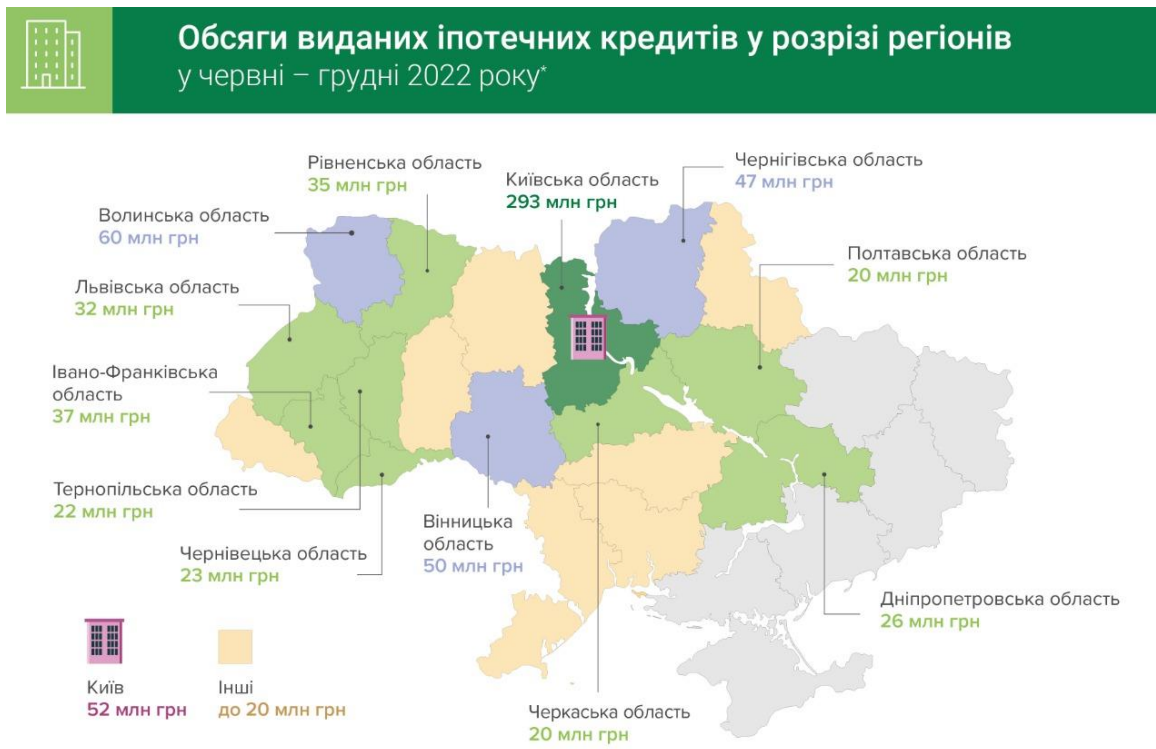 Обсяги виданих іпотечних кредитів у розрізі регіонів
у червні – грудні 2022 року*
Рівненська область
35 млн грн
Київська область
293 млн грн
Чернігівська область
47 млн грн
Волинська область
60 млн грн
Полтавська область
20 млн грн
Львівська область
32 млн грн
Івано-Франківська
область
37 млн грн
Тернопільська область
22 млн грн
Чернівецька область
23 млн грн
Вінницька
область
50 млн грн
Дніпропетровська область
26 млн грн
Київ
52 млн грн
Інші
до 20 млн грн
Черкаська область
20 млн грн